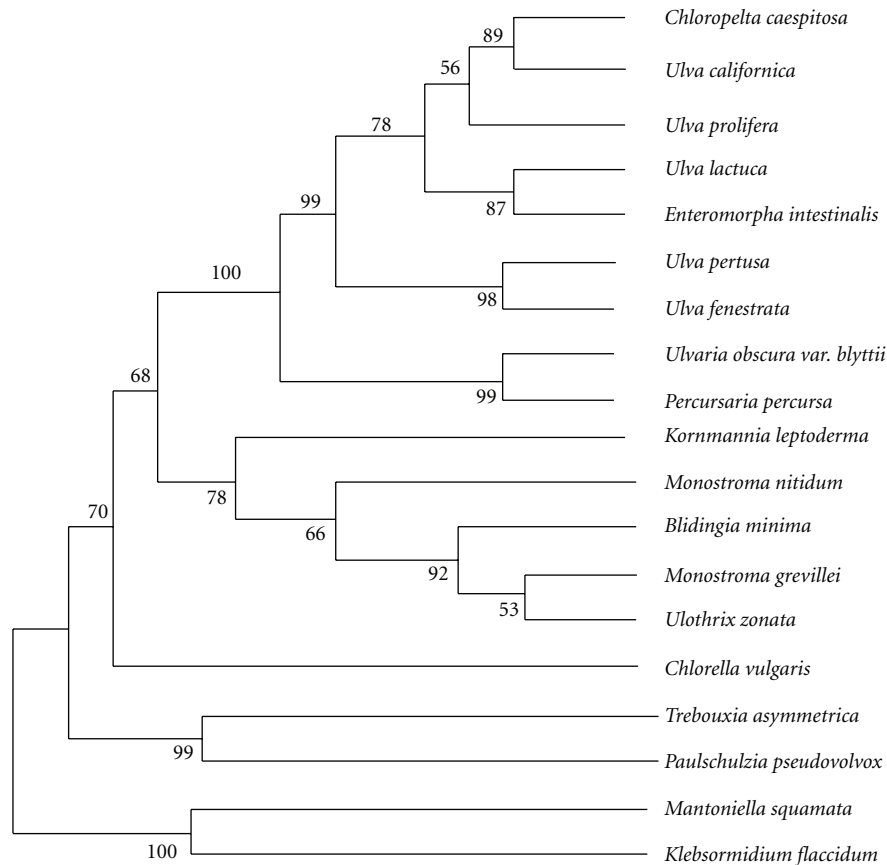 Chloropelta caespitosa
89
56
Ulva californica
78
Ulva prolifera
Ulva lactuca
99
87
Enteromorpha intestinalis
100
Ulva pertusa
98
Ulva fenestrata
Ulvaria obscura var. blyttii
68
99
Percursaria percursa
Kornmannia leptoderma
78
Monostroma nitidum
70
66
Blidingia minima
92
Monostroma grevillei
53
Ulothrix zonata
Chlorella vulgaris
Trebouxia asymmetrica
99
Paulschulzia pseudovolvox
Mantoniella squamata
100
Klebsormidium flaccidum